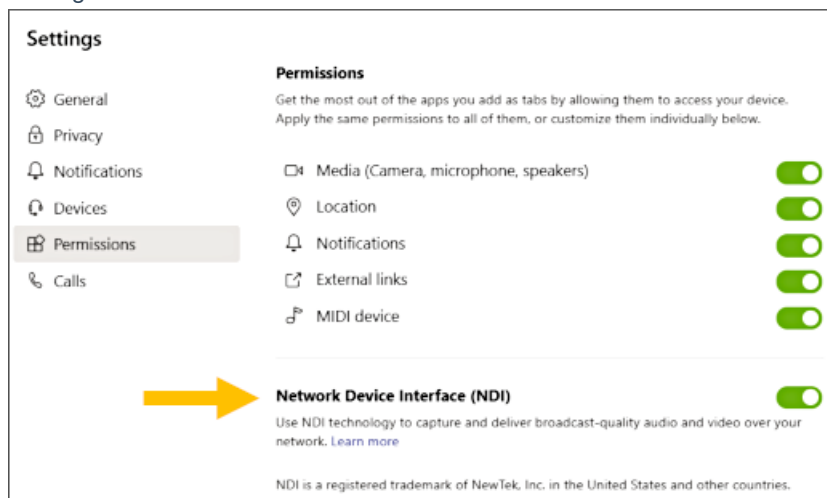 Settings
General
Privacy
Notifications
Devices
Permissions
Calls
Permissions
Get the most out of the apps you add as tabs by allowing them to access your device.
Apply the same permissions to all of them, or customize them individually below.
Media (Camera, microphone, speakers)
Location
Notifications
External links
MIDI device
Network Device Interface (NDI)
Use NDI technology to capture and deliver broadcast-quality audio and video over your
network. Learn more
NDI is a registered trademark of NewTek, Inc. in the United States and other countries.